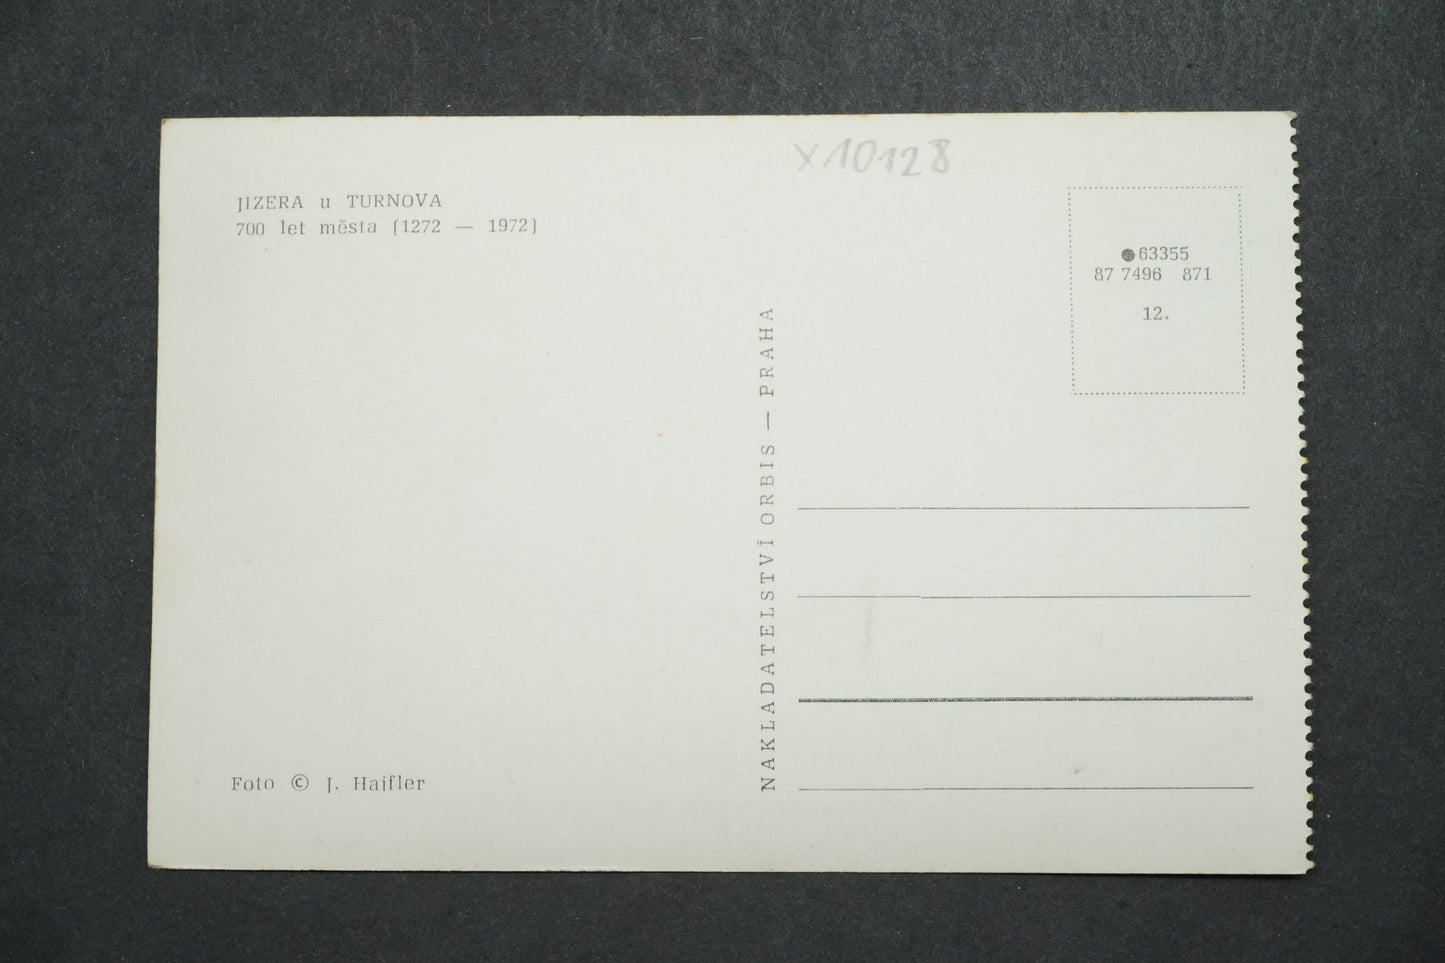 X10128
JIZERA u TURNOVA
700 let města (1272 — 1972)
●63355
87 7496 871
12.
NAKLADATELSTVÍ ORBIS — PRAHA
Foto © J. Hajfler